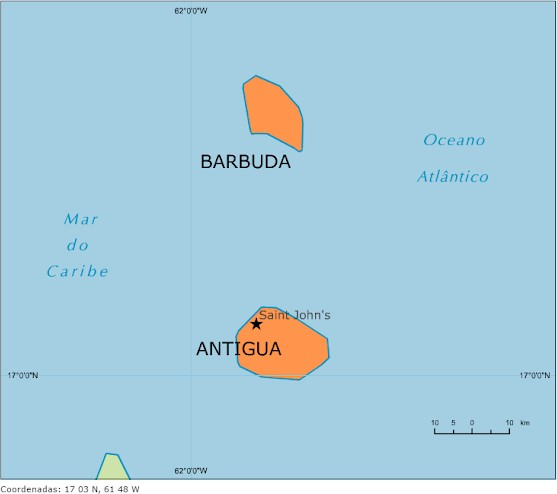 62°0'0"W
Oceano
BARBUDA
Atlântico
Mar
do
Caribe
Saint John's
ANTIGUA
17°0'0"N 17°0'0"N
10 5 0 10 km
62°0'0"W
Coordenadas: 17 03 N, 61 48 W